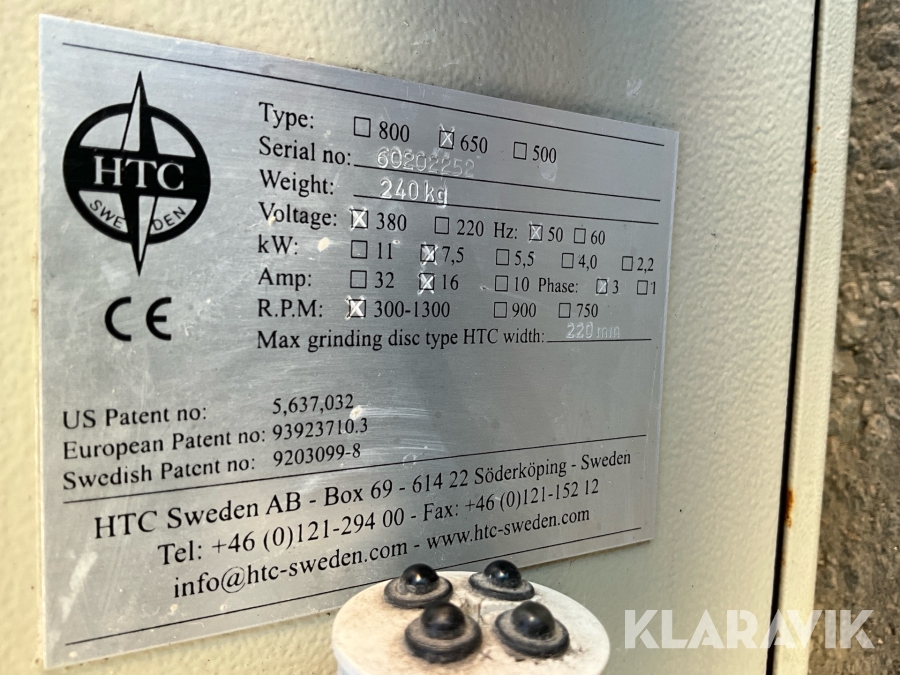 HTC
SWEDEN
CE
Type: ☐ 800 ☒ 650 ☐ 500
Serial no: 60202252
Weight: 240 kg
Voltage: ☒ 380 ☐ 220 Hz: ☒ 50 ☐ 60
kW: ☐ 11 ☒ 7,5 ☐ 5,5 ☐ 4,0 ☐ 2,2
Amp: ☐ 32 ☒ 16 ☐ 10 Phase: ☒ 3 ☐ 1
R.P.M: ☒ 300-1300 ☐ 900 ☐ 750
Max grinding disc type HTC width: 220 mm
US Patent no: 5,637,032
European Patent no: 93923710.3
Swedish Patent no: 9203099-8
HTC Sweden AB - Box 69 - 614 22 Söderköping - Sweden
Tel: +46 (0)121-294 00 - Fax: +46 (0)121-152 12
info@htc-sweden.com - www.htc-sweden.com
KLARAVIK